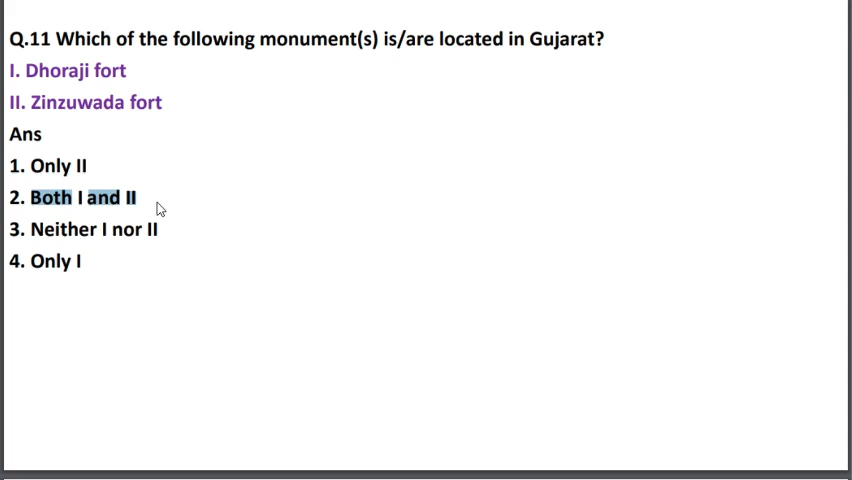 Q.11 Which of the following monument(s) is/are located in Gujarat?
I. Dhoraji fort
II. Zinzuwada fort
Ans
1. Only II
2. Both I and II
3. Neither I nor II
4. Only I